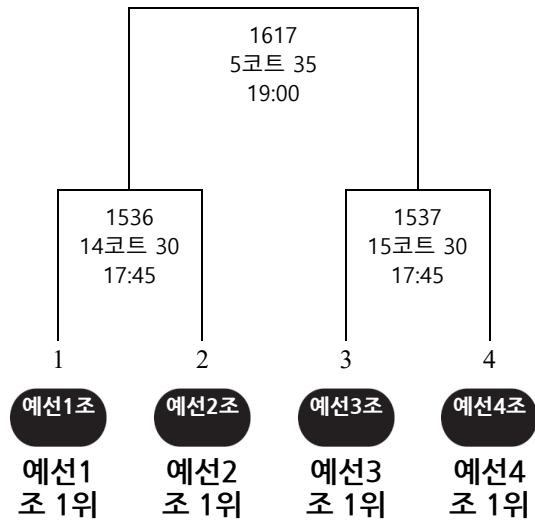 1617
5코트 35
19:00
1536
14코트 30
17:45
1537
15코트 30
17:45
1
2
3
4
예선1조
예선2조
예선3조
예선4조
예선1
조 1위
예선2
조 1위
예선3
조 1위
예선4
조 1위